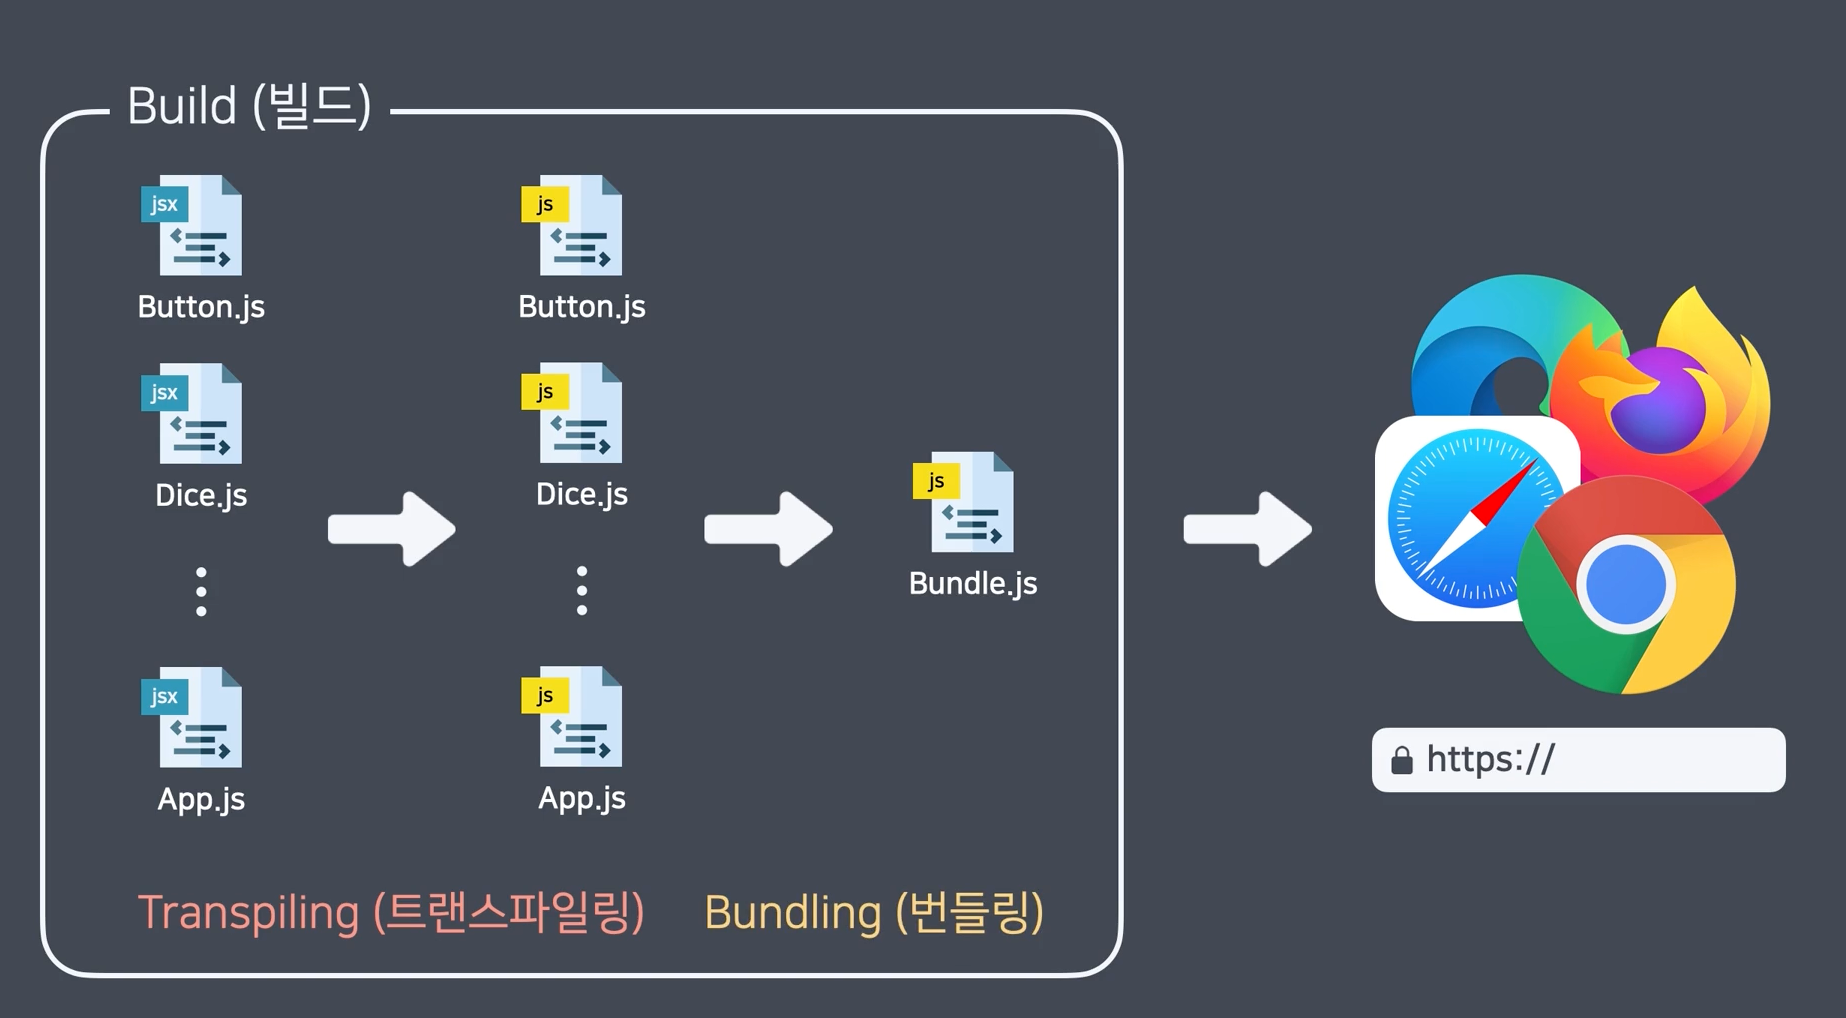 Build (빌드)
jsx
Button.js
jsx
Dice.js
jsx
App.js
js
Button.js
js
Dice.js
js
App.js
js
Bundle.js
Transpiling (트랜스파일링)
Bundling (번들링)
https://